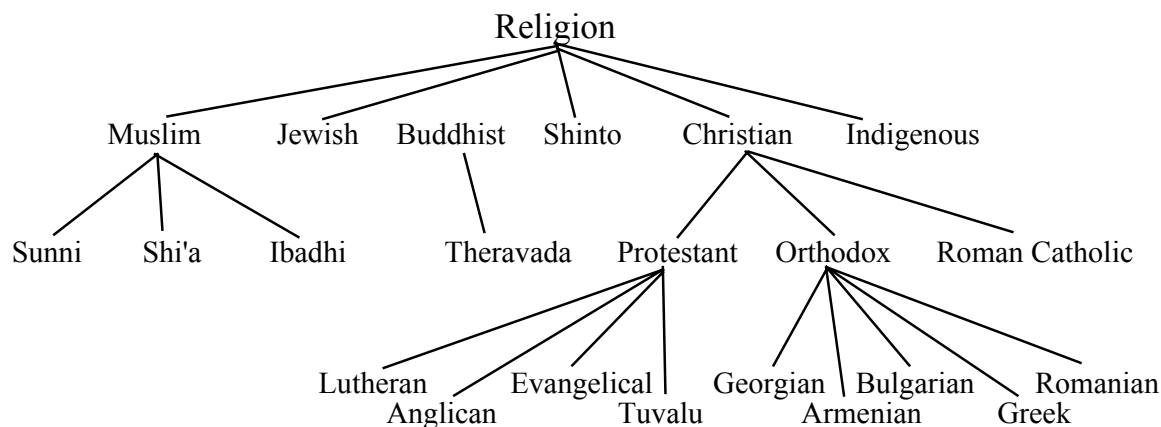 Religion
Muslim Jewish Buddhist Shinto Christian Indigenous
Sunni Shi'a Ibadhi Theravada Protestant Orthodox Roman Catholic
Lutheran Evangelical Georgian Bulgarian Romanian
Anglican Tuvalu Armenian Greek